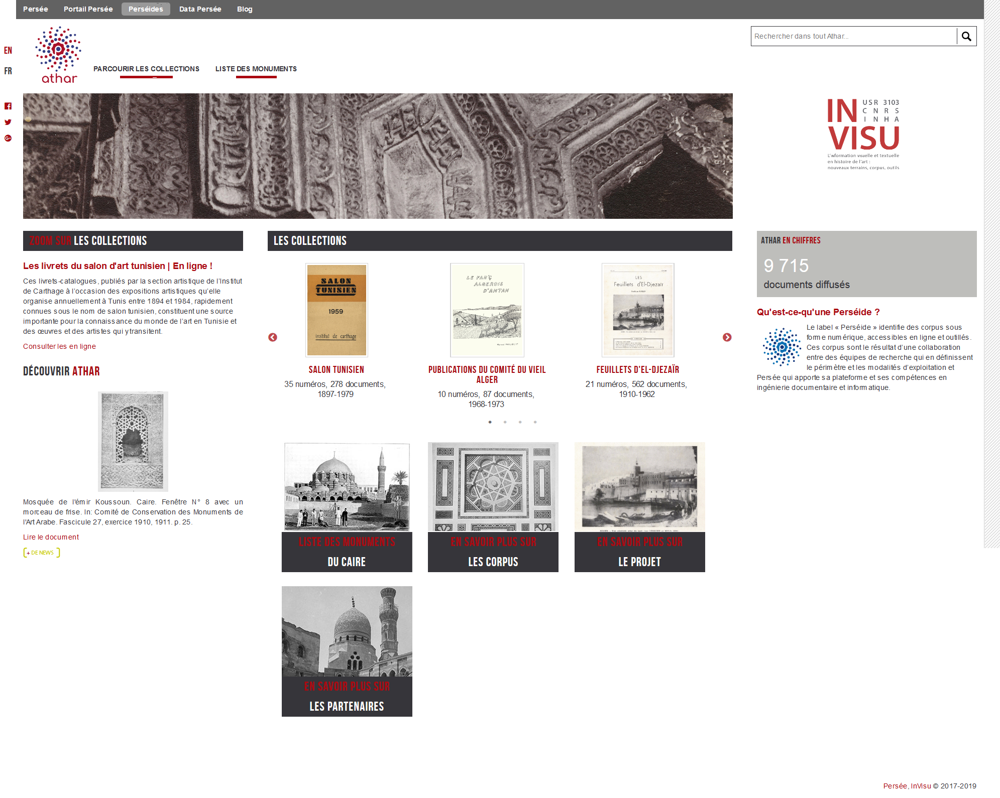 Persée Portail Persée Perséides Data Persée Blog
EN
FR
athar
PARCOURIR LES COLLECTIONS LISTE DES MONUMENTS
Rechercher dans tout Athar...
IN USR 3103
CNRS
INHA
VISU
L'information visuelle et textuelle
en histoire de l'art :
nouveaux terrains, corpus, outils
ZOOM SUR LES COLLECTIONS
Les livrets du salon d'art tunisien | En ligne !
Ces livrets-catalogues, publiés par la section artistique de l’Institut
de Carthage à l’occasion des expositions artistiques qu’elle
organise annuellement à Tunis entre 1894 et 1984, rapidement
connues sous le nom de salon tunisien, constituent une source
importante pour la connaissance du monde de l’art en Tunisie et
des œuvres et des artistes qui y transitent.
Consulter les en ligne
DÉCOUVRIR ATHAR
Mosquée de l'émir Koussoun. Caire. Fenêtre N° 8 avec un
morceau de frise. In: Comité de Conservation des Monuments de
l'Art Arabe. Fascicule 27, exercice 1910, 1911. p. 25.
Lire le document
+ DE NEWS
LES COLLECTIONS
SALON
TUNISIEN
1959
institut de carthage
SALON TUNISIEN
35 numéros, 278 documents,
1897-1979
LE FANÇ
ALGEROIS
D'ANTAN
PUBLICATIONS DU COMITÉ DU VIEIL
ALGER
10 numéros, 87 documents,
1968-1973
LES
Feuillets d'El-Djezaïr
FEUILLETS D'EL-DJEZAÏR
21 numéros, 562 documents,
1910-1962
LISTE DES MONUMENTS
DU CAIRE
EN SAVOIR PLUS SUR
LES CORPUS
EN SAVOIR PLUS SUR
LE PROJET
EN SAVOIR PLUS SUR
LES PARTENAIRES
ATHAR EN CHIFFRES
9 715
documents diffusés
Qu'est-ce-qu'une Perséide ?
Le label « Perséide » identifie des corpus sous
forme numérique, accessibles en ligne et outillés.
Ces corpus sont le résultat d’une collaboration
entre des équipes de recherche qui en définissent
le périmètre et les modalités d’exploitation et
Persée qui apporte sa plateforme et ses compétences en
ingénierie documentaire et informatique.
Persée, InVisu © 2017-2019